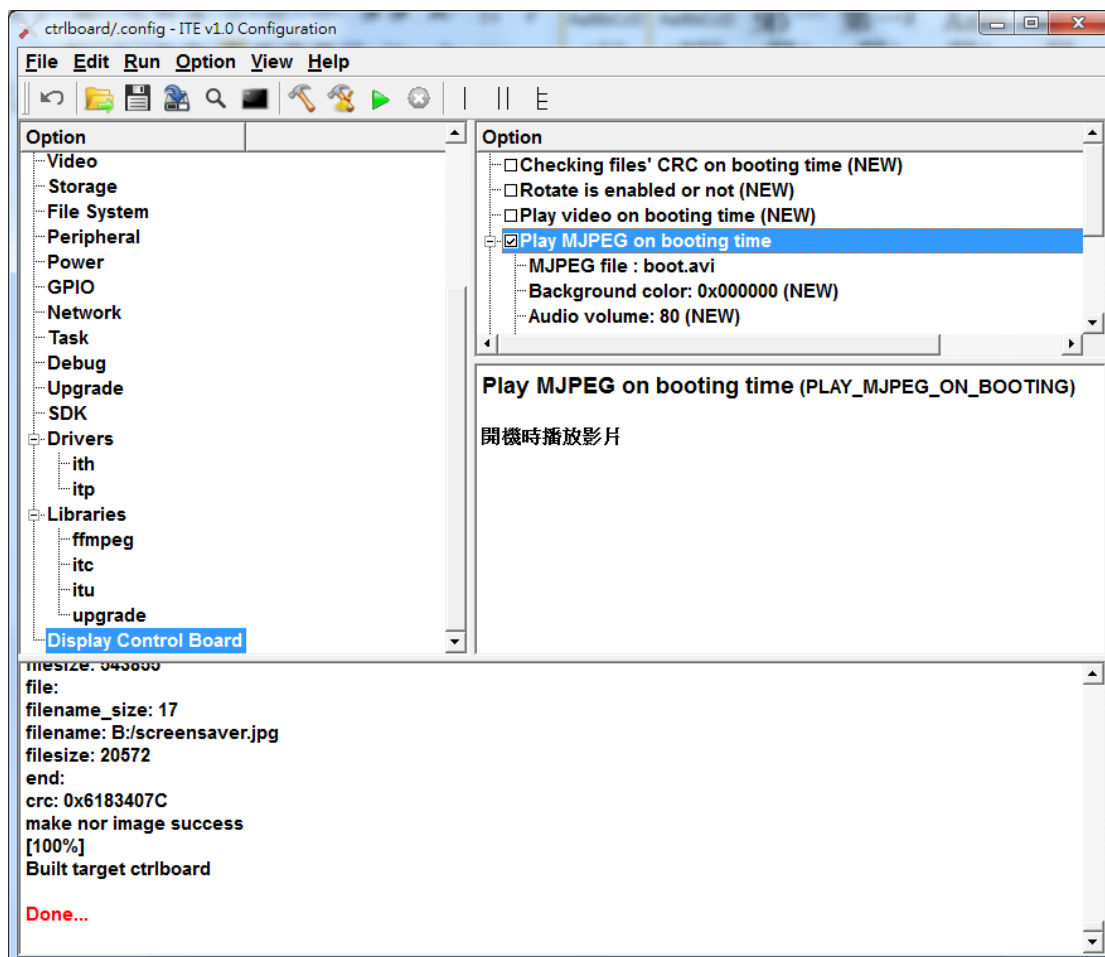 ctrlboard/.config - ITE v1.0 Configuration
File Edit Run Option View Help
Option
Video
Storage
File System
Peripheral
Power
GPIO
Network
Task
Debug
Upgrade
SDK
Drivers
ith
itp
Libraries
ffmpeg
itc
itu
upgrade
Display Control Board
Option
Checking files' CRC on booting time (NEW)
Rotate is enabled or not (NEW)
Play video on booting time (NEW)
Play MJPEG on booting time
MJPEG file : boot.avi
Background color: 0x000000 (NEW)
Audio volume: 80 (NEW)
Play MJPEG on booting time (PLAY_MJPEG_ON_BOOTING)
開機時播放影片
filesize: 543855
file:
filename_size: 17
filename: B:/screensaver.jpg
filesize: 20572
end:
crc: 0x6183407C
make nor image success
[100%]
Built target ctrlboard
Done...